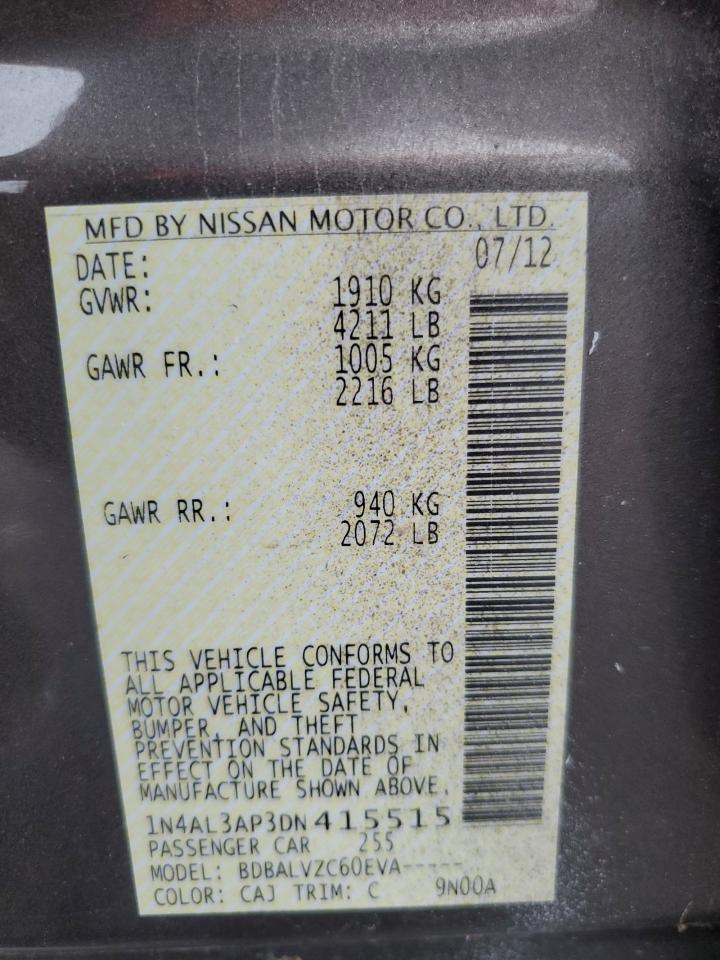 MFD BY NISSAN MOTOR CO., LTD.
DATE: 07/12
GVWR: 1910 KG
4211 LB
GAWR FR.: 1005 KG
2216 LB
GAWR RR.: 940 KG
2072 LB
THIS VEHICLE CONFORMS TO
ALL APPLICABLE FEDERAL
MOTOR VEHICLE SAFETY,
BUMPER, AND THEFT
PREVENTION STANDARDS IN
EFFECT ON THE DATE OF
MANUFACTURE SHOWN ABOVE.
1N4AL3AP3DN415515
PASSENGER CAR 255
MODEL: BDBALVZC60EVA-----
COLOR: CAJ TRIM: C 9N00A